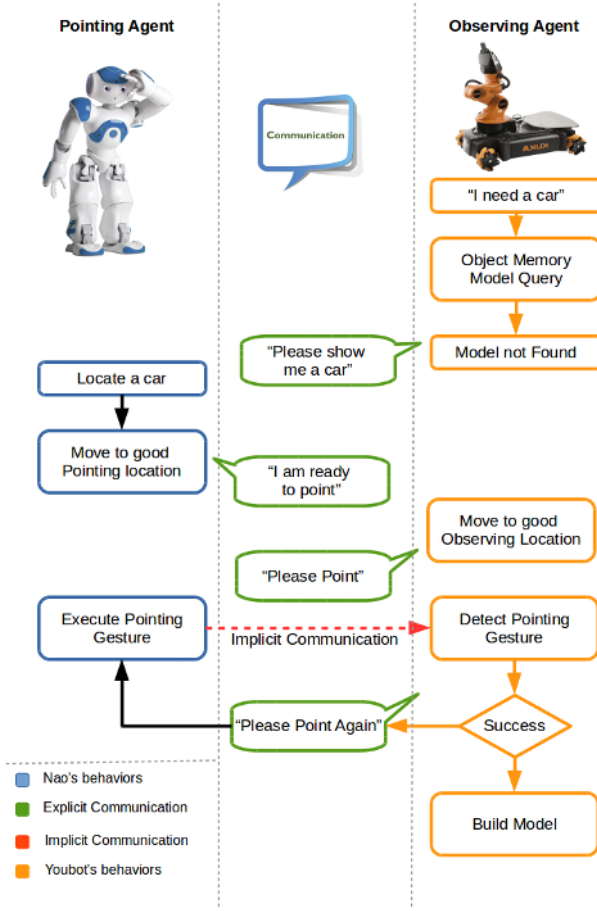 Pointing Agent
Observing Agent
Communication
"I need a car"
Object Memory
Model Query
"Please show
me a car"
Model not Found
Locate a car
Move to good
Pointing location
"I am ready
to point"
Move to good
Observing Location
"Please Point"
Execute Pointing
Gesture
Implicit Communication
Detect Pointing
Gesture
"Please Point Again"
Success
Build Model
Nao's behaviors
Explicit Communication
Implicit Communication
Youbot's behaviors